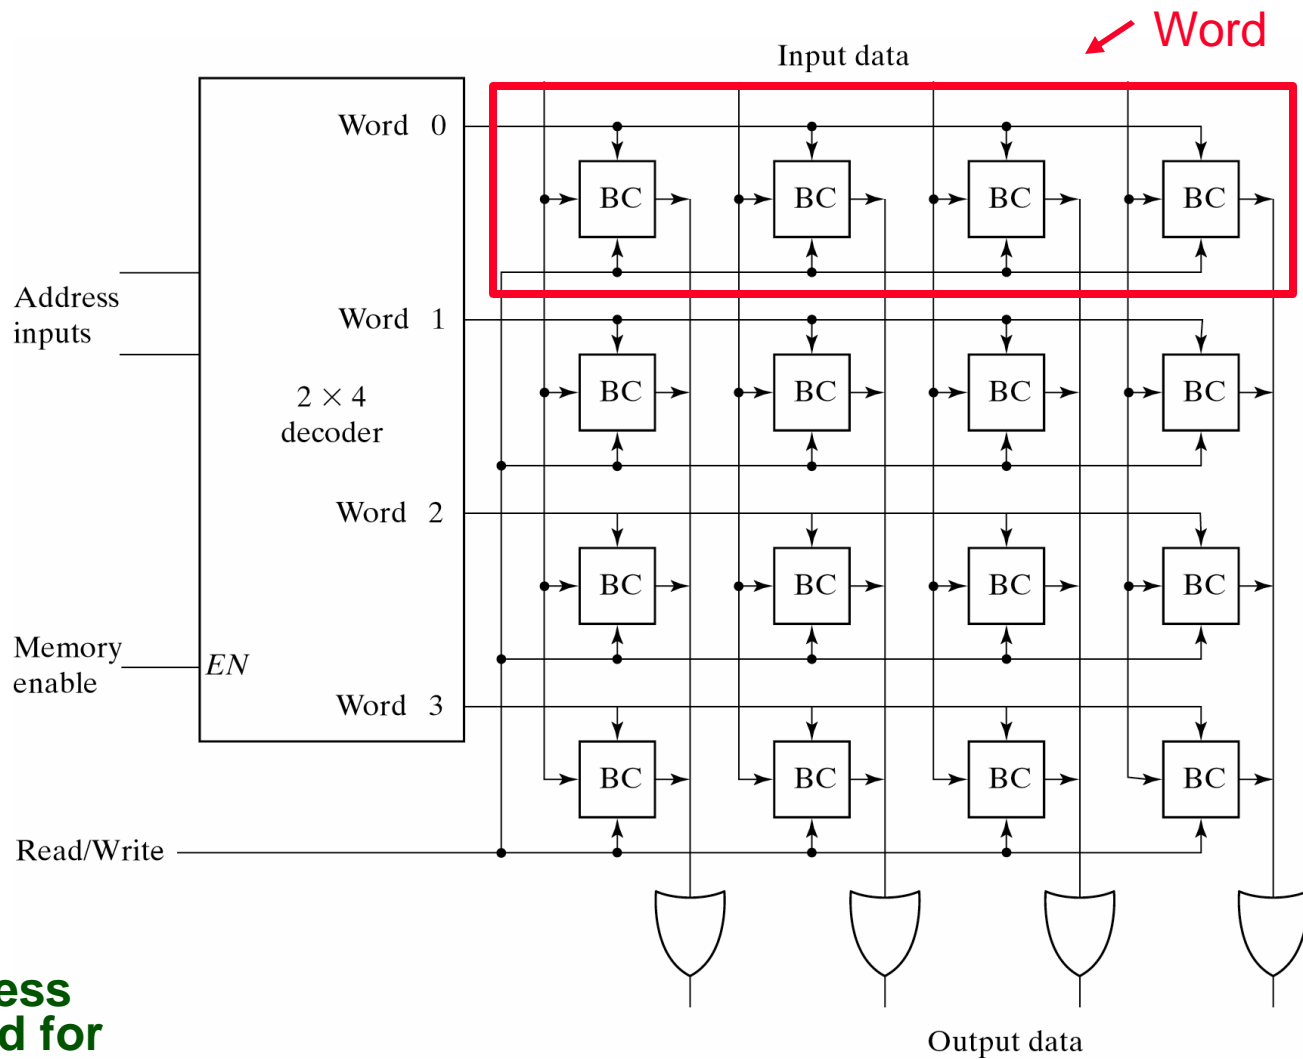 Word
Input data
Word 0
BC BC BC BC
Address
inputs
Word 1
BC BC BC BC
2 × 4
decoder
Word 2
BC BC BC BC
Memory
enable
EN
Word 3
BC BC BC BC
Read/Write
ess
d for
Output data